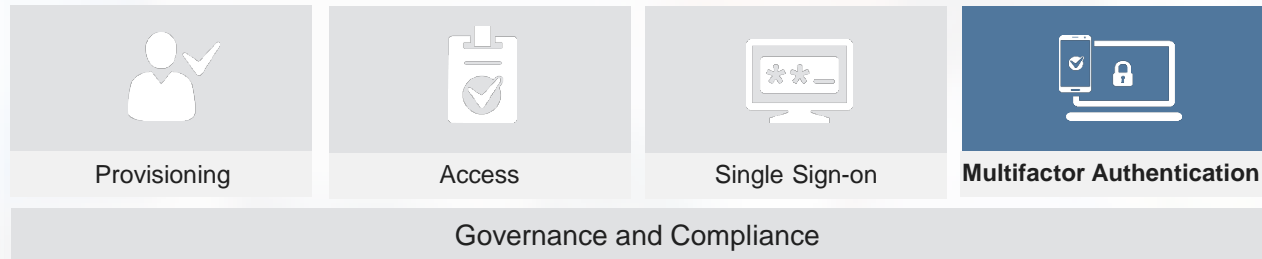 **_
Provisioning
Access
Single Sign-on
Multifactor Authentication
Governance and Compliance